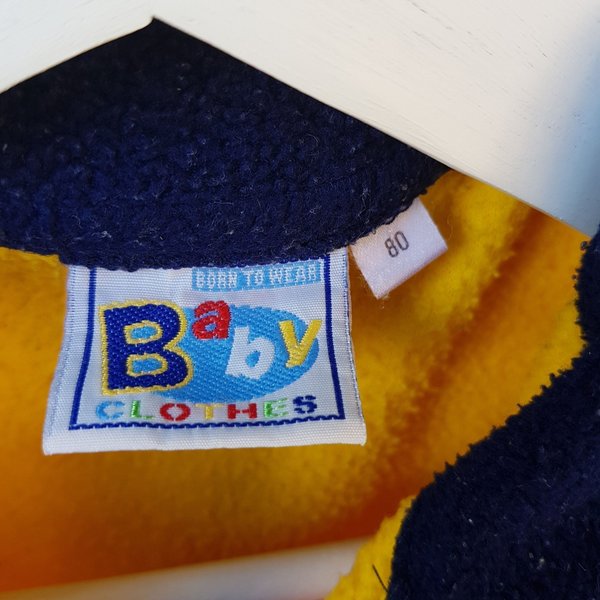 BORN TO WEAR
Baby
CLOTHES
80